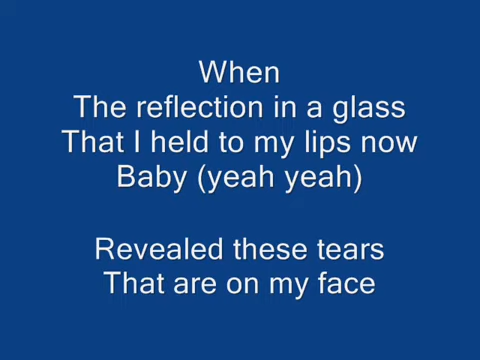 When
The reflection in a glass
That I held to my lips now
Baby (yeah yeah)
Revealed these tears
That are on my face